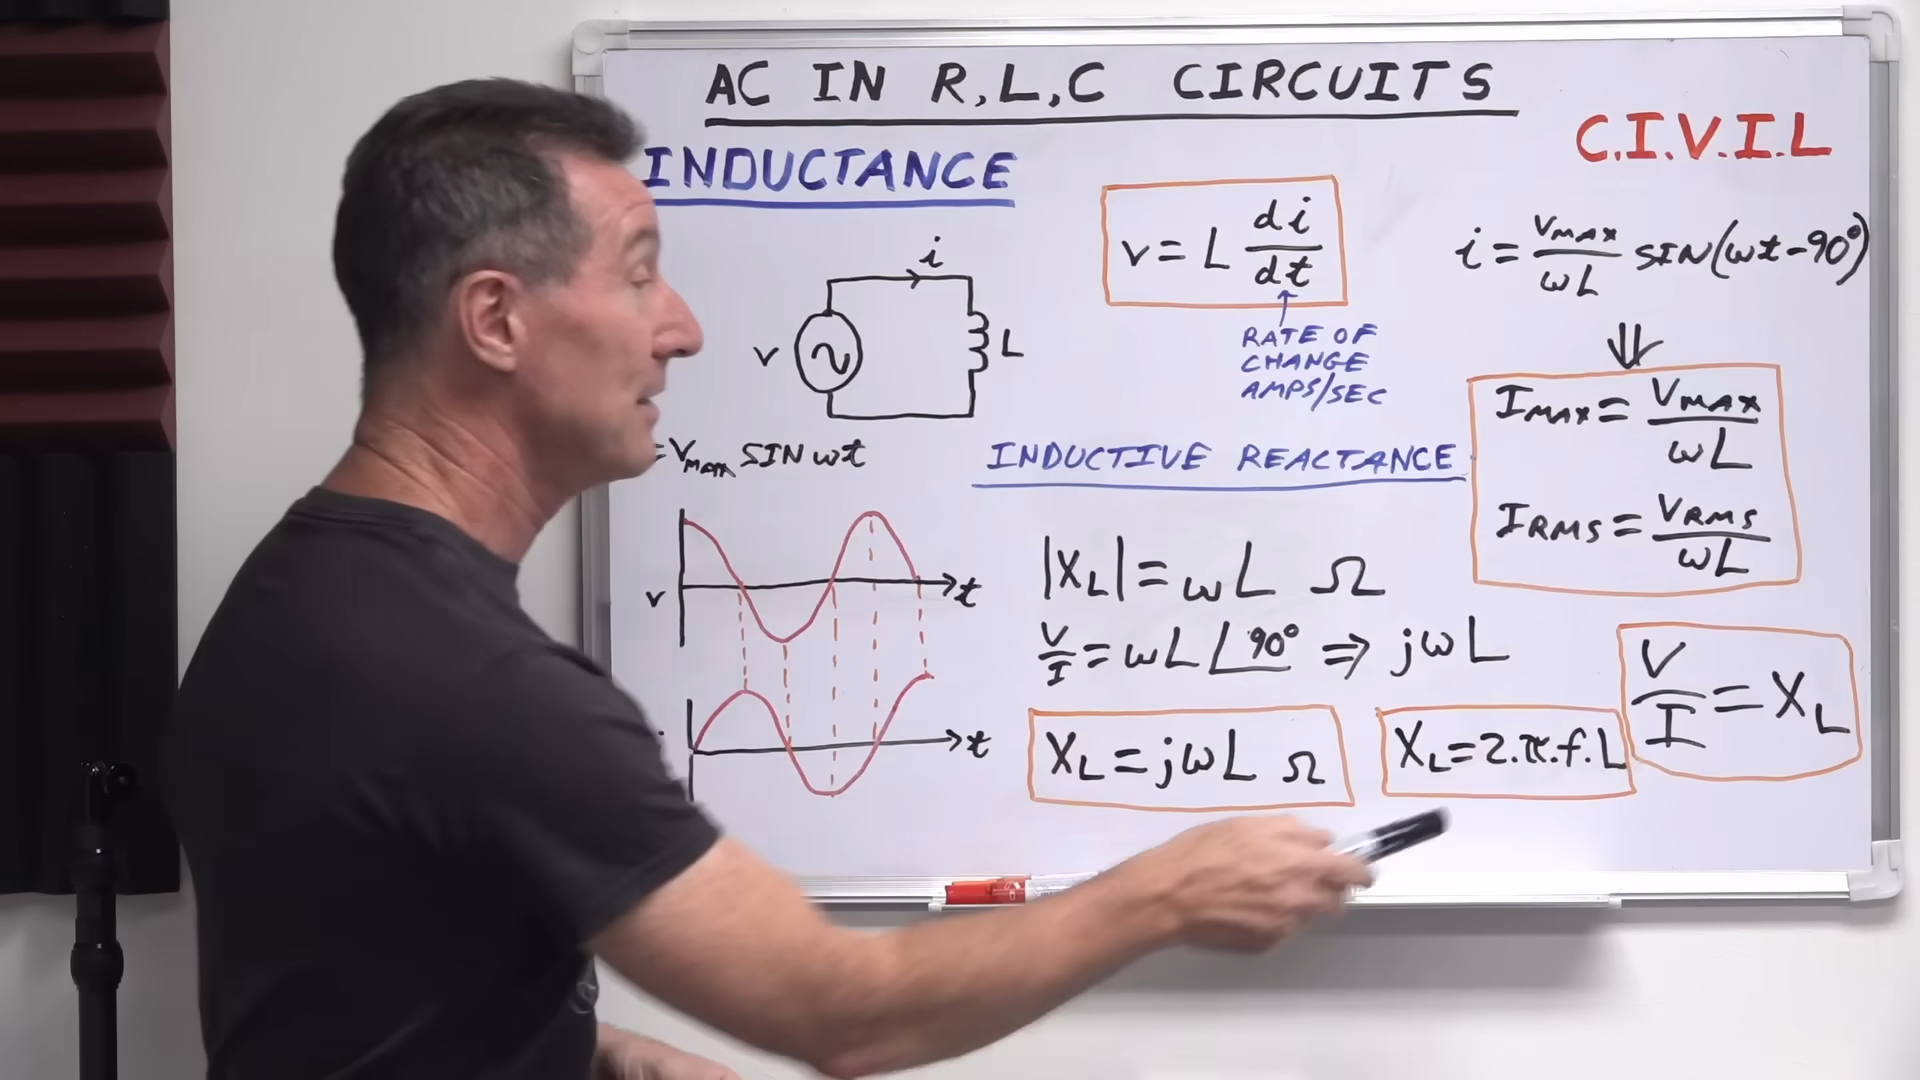 AC IN R,L,C CIRCUITS
C.I.V.I.L
INDUCTANCE
v = L di/dt
RATE OF
CHANGE
AMPS/SEC
i = VMAX/ωL SIN(ωt-90°)
⇓
i
v
L
=VMAX SIN ωt
INDUCTIVE REACTANCE
IMAX = VMAX/ωL
IRMS = VRMS/ωL
v
t
t
|XL| = ωL Ω
V/I = ωL∠90° ⇒ jωL
XL = jωL Ω
XL=2.π.f.L
V/I = XL